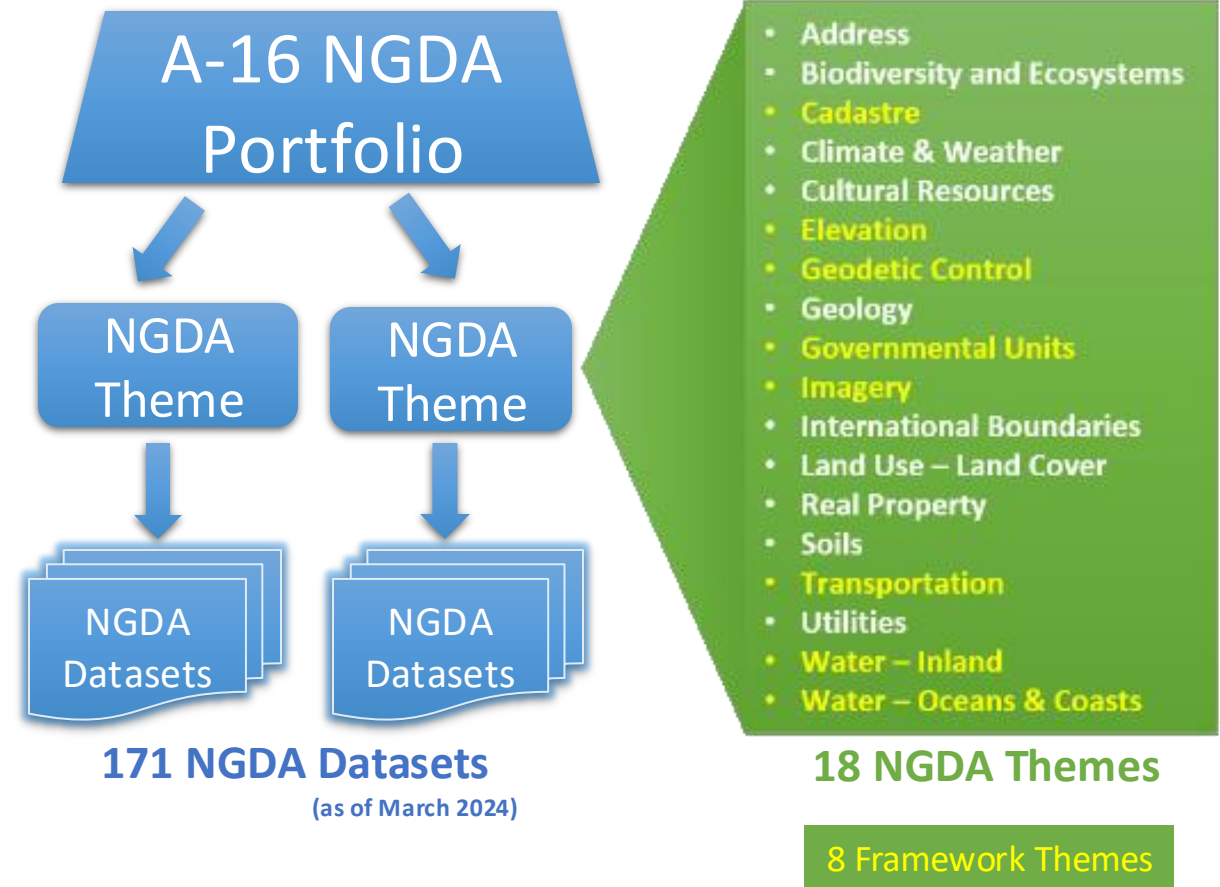 A-16 NGDA
Portfolio
NGDA
Theme
NGDA
Theme
NGDA
Datasets
NGDA
Datasets
171 NGDA Datasets
(as of March 2024)
• Address
• Biodiversity and Ecosystems
• Cadastre
• Climate & Weather
• Cultural Resources
• Elevation
• Geodetic Control
• Geology
• Governmental Units
• Imagery
• International Boundaries
• Land Use – Land Cover
• Real Property
• Soils
• Transportation
• Utilities
• Water – Inland
• Water – Oceans & Coasts
18 NGDA Themes
8 Framework Themes